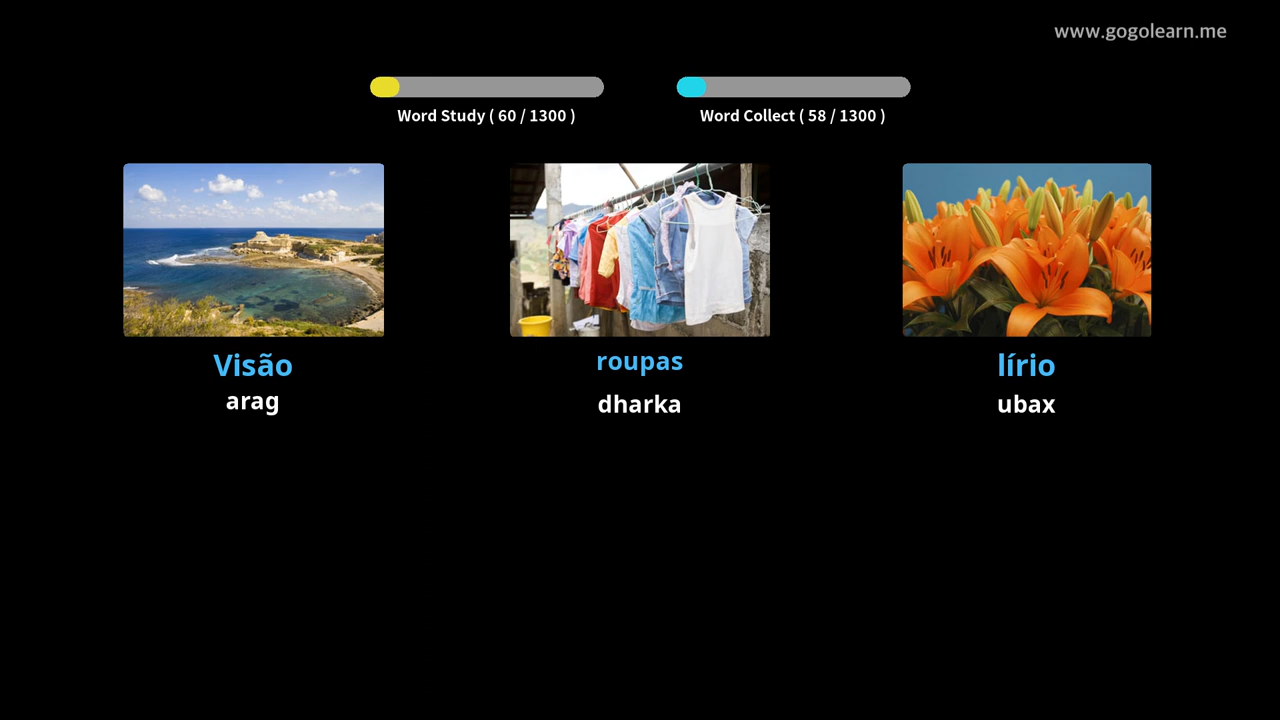 www.gogolearn.me
Word Study ( 60 / 1300 )
Word Collect ( 58 / 1300 )
Visão
arag
roupas
dharka
lírio
ubax